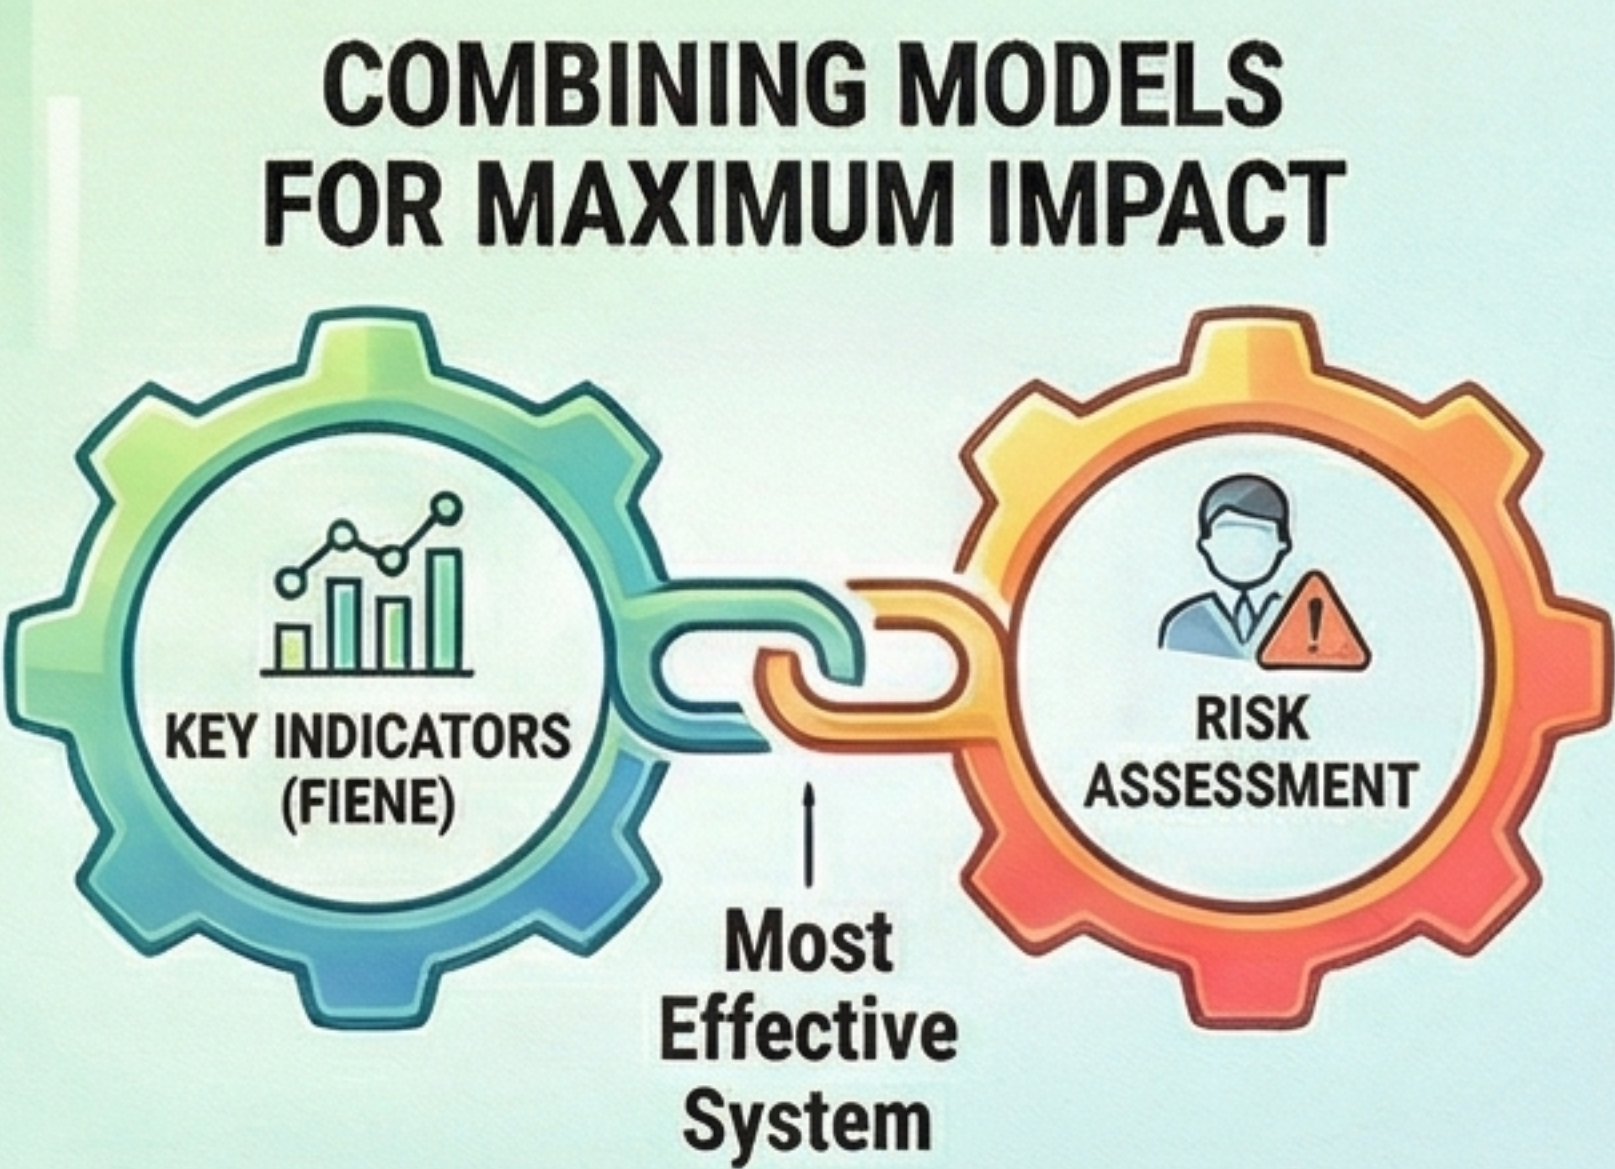 COMBINING MODELS
FOR MAXIMUM IMPACT
KEY INDICATORS
(FIENE)
RISK
ASSESSMENT
Most
Effective
System